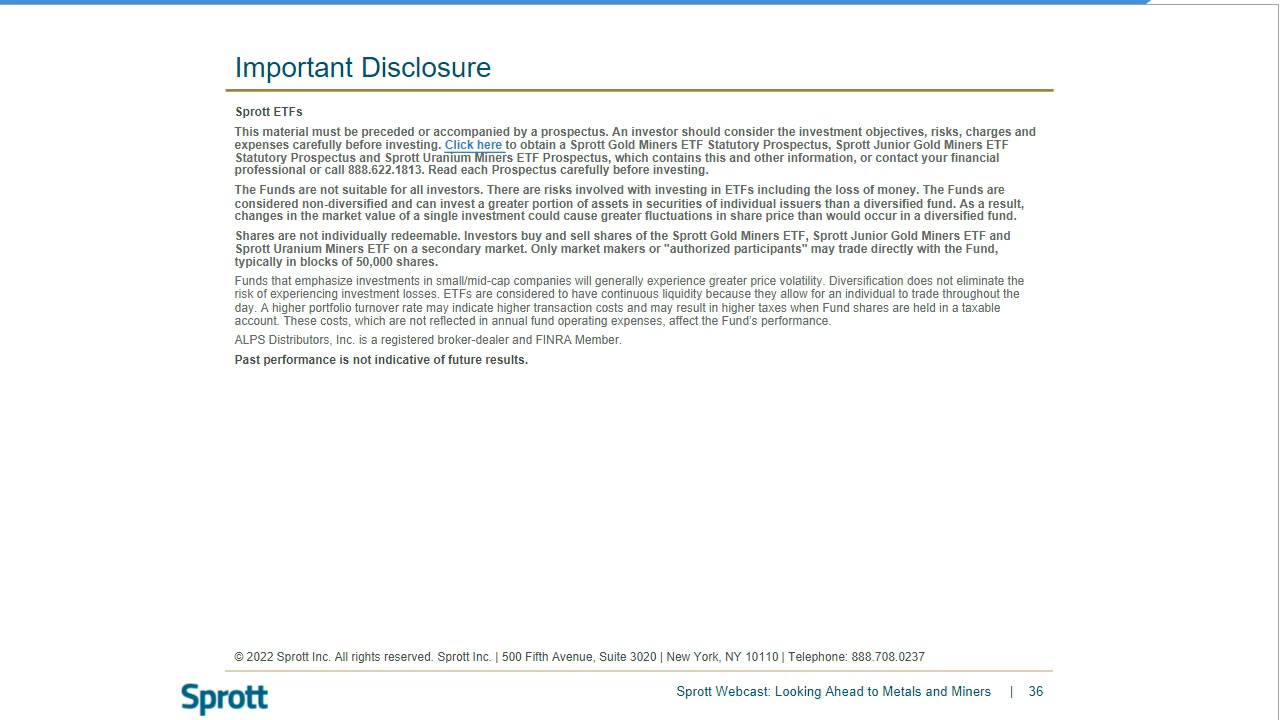 Important Disclosure
Sprott ETFs
This material must be preceded or accompanied by a prospectus. An investor should consider the investment objectives, risks, charges and
expenses carefully before investing. Click here to obtain a Sprott Gold Miners ETF Statutory Prospectus, Sprott Junior Gold Miners ETF
Statutory Prospectus and Sprott Uranium Miners ETF Prospectus, which contains this and other information, or contact your financial
professional or call 888.622.1813. Read each Prospectus carefully before investing.
The Funds are not suitable for all investors. There are risks involved with investing in ETFs including the loss of money. The Funds are
considered non-diversified and can invest a greater portion of assets in securities of individual issuers than a diversified fund. As a result,
changes in the market value of a single investment could cause greater fluctuations in share price than would occur in a diversified fund.
Shares are not individually redeemable. Investors buy and sell shares of the Sprott Gold Miners ETF, Sprott Junior Gold Miners ETF and
Sprott Uranium Miners ETF on a secondary market. Only market makers or "authorized participants" may trade directly with the Fund,
typically in blocks of 50,000 shares.
Funds that emphasize investments in small/mid-cap companies will generally experience greater price volatility. Diversification does not eliminate the
risk of experiencing investment losses. ETFs are considered to have continuous liquidity because they allow for an individual to trade throughout the
day. A higher portfolio turnover rate may indicate higher transaction costs and may result in higher taxes when Fund shares are held in a taxable
account. These costs, which are not reflected in annual fund operating expenses, affect the Fund's performance.
ALPS Distributors, Inc. is a registered broker-dealer and FINRA Member.
Past performance is not indicative of future results.
© 2022 Sprott Inc. All rights reserved. Sprott Inc. | 500 Fifth Avenue, Suite 3020 | New York, NY 10110 | Telephone: 888.708.0237
Sprott
Sprott Webcast: Looking Ahead to Metals and Miners | 36